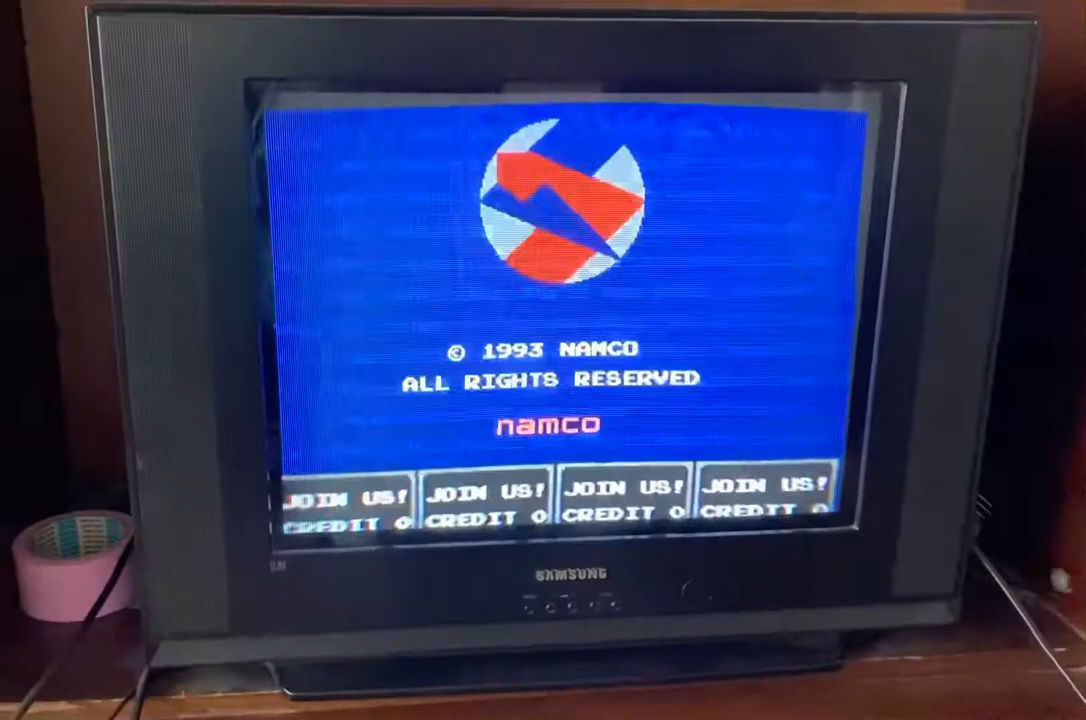 © 1993 NAMCO
ALL RIGHTS RESERVED
namco
JOIN US! JOIN US! JOIN US! JOIN US!
CREDIT 0 CREDIT 0 CREDIT 0 CREDIT 0
SAMSUNG